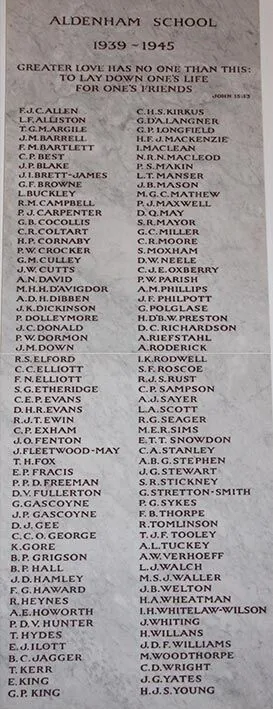 ALDENHAM SCHOOL
1939 ~ 1945
GREATER LOVE HAS NO ONE THAN THIS:
TO LAY DOWN ONE'S LIFE
FOR ONE'S FRIENDS
JOHN 15:13
F.J.C. ALLEN
L.F. ALLISTON
T.G. MARGILE
J.M. BARRELL
F.M. BARTLETT
C.P. BEST
J.P. BLAKE
J.I. BRETT-JAMES
G.F. BROWNE
L. BUCKLEY
R.M. CAMPBELL
P.J. CARPENTER
G.B. COCOLLIS
C.R. COLTART
H.P. CORNABY
P.W. CROCKER
G.M. CULLEY
J.W. CUTTS
A.N. DAVID
M.H.H. D'AVIGDOR
A.D.H. DIBBEN
J.K. DICKINSON
P. DOLLEYMORE
J.C. DONALD
P.W. DORMON
J.M. DOWN
R.S. ELFORD
C.C. ELLIOTT
F.N. ELLIOTT
S.G. ETHERIDGE
C.E.P. EVANS
D.H.R. EVANS
R.J.T. EWIN
C.P. EXHAM
J.O. FENTON
J. FLEETWOOD-MAY
T.H. FOX
E.P. FRACIS
P.P.D. FREEMAN
D.V. FULLERTON
G. GASCOYNE
J.P. GASCOYNE
D.J. GEE
C.C.O. GEORGE
K. GORE
B.P. GRIGSON
B.P. HALL
J.D. HAMLEY
F.G. HAWARD
R. HEYNES
A.E. HOWORTH
P.D.V. HUNTER
T. HYDES
E.J. ILOTT
B.C. JAGGER
T. KERR
E. KING
G.P. KING
C.H.S. KIRKUS
G. D'A. LANGNER
G.P. LONGFIELD
H.F.J. MACKENZIE
I. MACLEAN
N.R.N. MACLEOD
P.S. MAKIN
L.T. MANSER
J.B. MASON
M.G.C. MATHEW
P.J. MAXWELL
D.Q. MAY
S.R. MAYOR
G.C. MILLER
C.R. MOORE
S. MOXHAM
D.W. NEELE
C.J.E. OXBERRY
P.W. PARISH
A.M. PHILLIPS
J.F. PHILPOTT
G. POLGLASE
H. D'B. W. PRESTON
D.C. RICHARDSON
A. RIEFSTAHL
A. RODERICK
I.K. RODWELL
S.F. ROSCOE
R.J.S. RUST
C.P. SAMPSON
A.J. SAYER
L.A. SCOTT
R.G. SEAGER
M.E.R. SIMS
E.T.T. SNOWDON
C.A. STANLEY
A.B.G. STEPHEN
J.G. STEWART
S.R. STICKNEY
G. STRETTON-SMITH
P.G. SYKES
F.B. THORPE
R. TOMLINSON
T.J.F. TOOLEY
A.L. TUCKEY
A.W. VERHOEFF
L.J. WALCH
M.S.J. WALLER
J.B. WELTON
H.A. WHEATMAN
I.H. WHITELAW-WILSON
J. WHITING
H. WILLANS
J.D.F. WILLIAMS
M. WOODTHORPE
C.D. WRIGHT
J.G. YATES
H.J.S. YOUNG